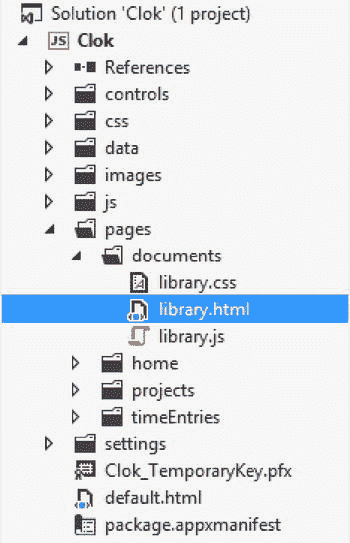 Solution 'Clok' (1 project)
JS Clok
References
controls
css
data
images
js
pages
documents
library.css
library.html
library.js
home
projects
timeEntries
settings
Clok_TemporaryKey.pfx
default.html
package.appxmanifest